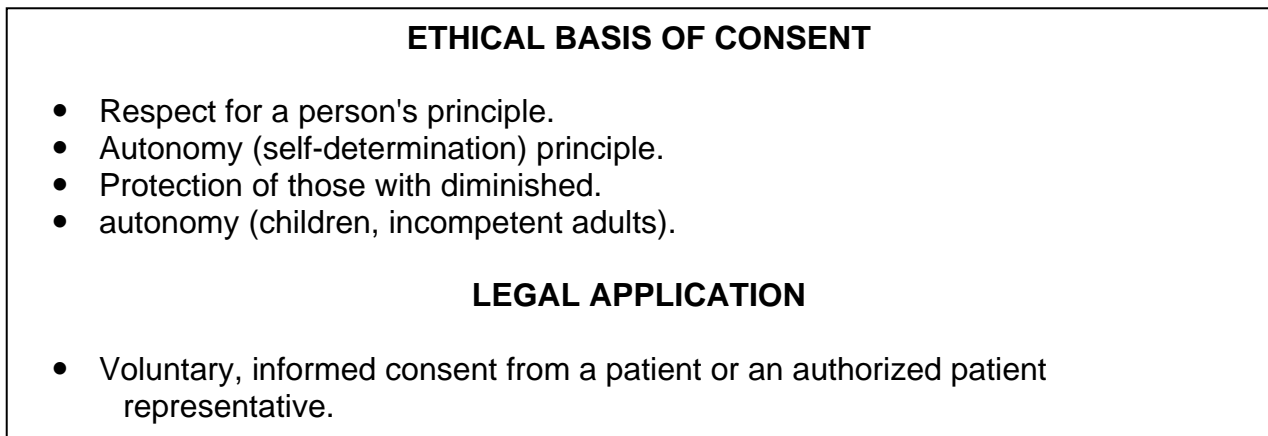 ETHICAL BASIS OF CONSENT
• Respect for a person's principle.
• Autonomy (self-determination) principle.
• Protection of those with diminished.
• autonomy (children, incompetent adults).
LEGAL APPLICATION
• Voluntary, informed consent from a patient or an authorized patient
representative.